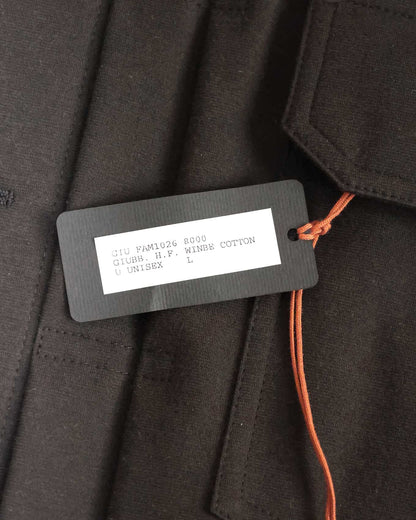 GIU FAM1026 8000
GIUBB. H.F. WINBE COTTON
U UNISEX L